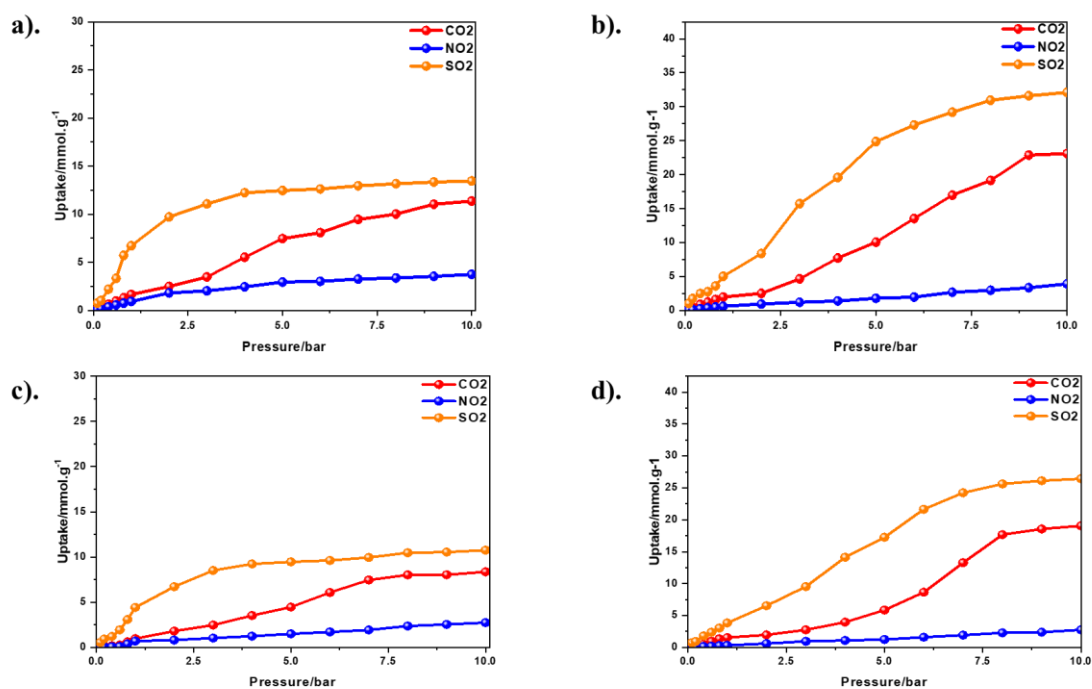 a).
30
25
20
15
10
5
0
Uptake/mmol.g⁻¹
CO2
NO2
SO2
0.0 2.5 5.0 7.5 10.0
Pressure/bar
b).
40
35
30
25
20
15
10
5
0
Uptake/mmol.g-1
CO2
NO2
SO2
0.0 2.5 5.0 7.5 10.0
Pressure/bar
c).
30
25
20
15
10
5
0
Uptake/mmol.g⁻¹
CO2
NO2
SO2
0.0 2.5 5.0 7.5 10.0
Pressure/bar
d).
40
35
30
25
20
15
10
5
0
Uptake/mmol.g-1
CO2
NO2
SO2
0.0 2.5 5.0 7.5 10.0
Pressure/bar